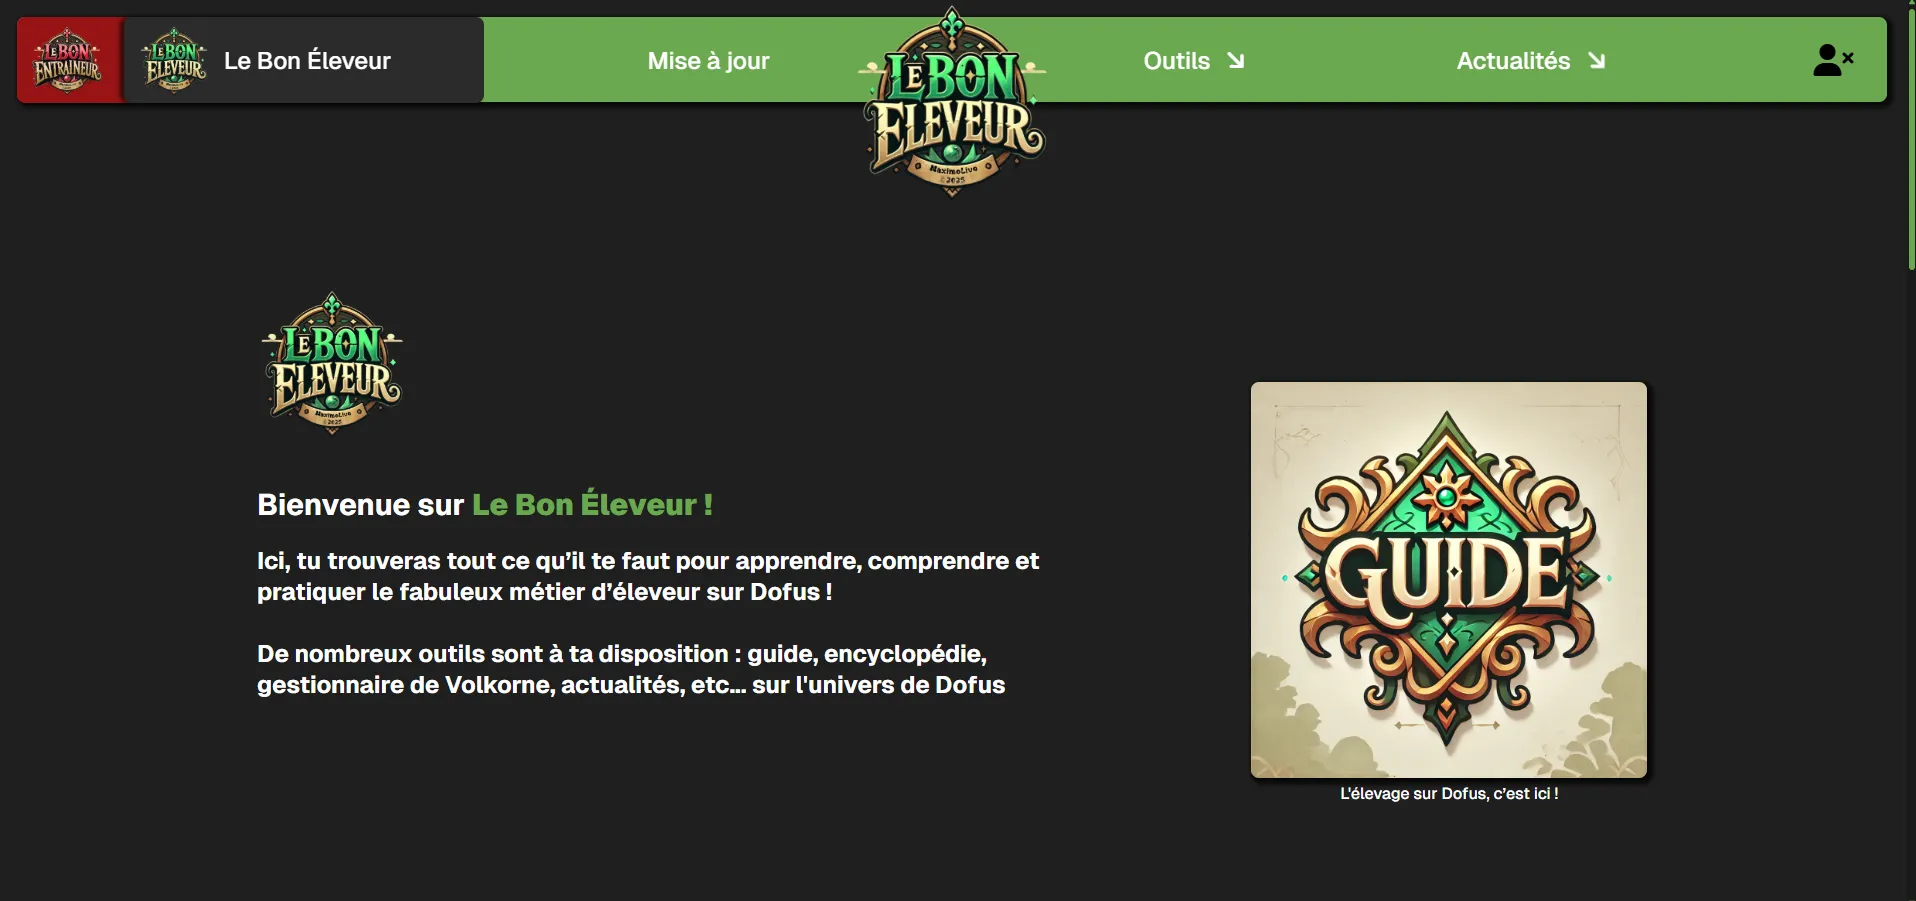 LE BON
ENTRAINEUR
LE BON
ELEVEUR
Le Bon Éleveur
Mise à jour
LE BON
ELEVEUR
MaximoLive
©2025
Outils
Actualités
LE BON
ELEVEUR
MaximoLive
©2025
Bienvenue sur Le Bon Éleveur !
Ici, tu trouveras tout ce qu’il te faut pour apprendre, comprendre et
pratiquer le fabuleux métier d’éleveur sur Dofus !
De nombreux outils sont à ta disposition : guide, encyclopédie,
gestionnaire de Volkorne, actualités, etc... sur l'univers de Dofus
GUIDE
L'élevage sur Dofus, c’est ici !